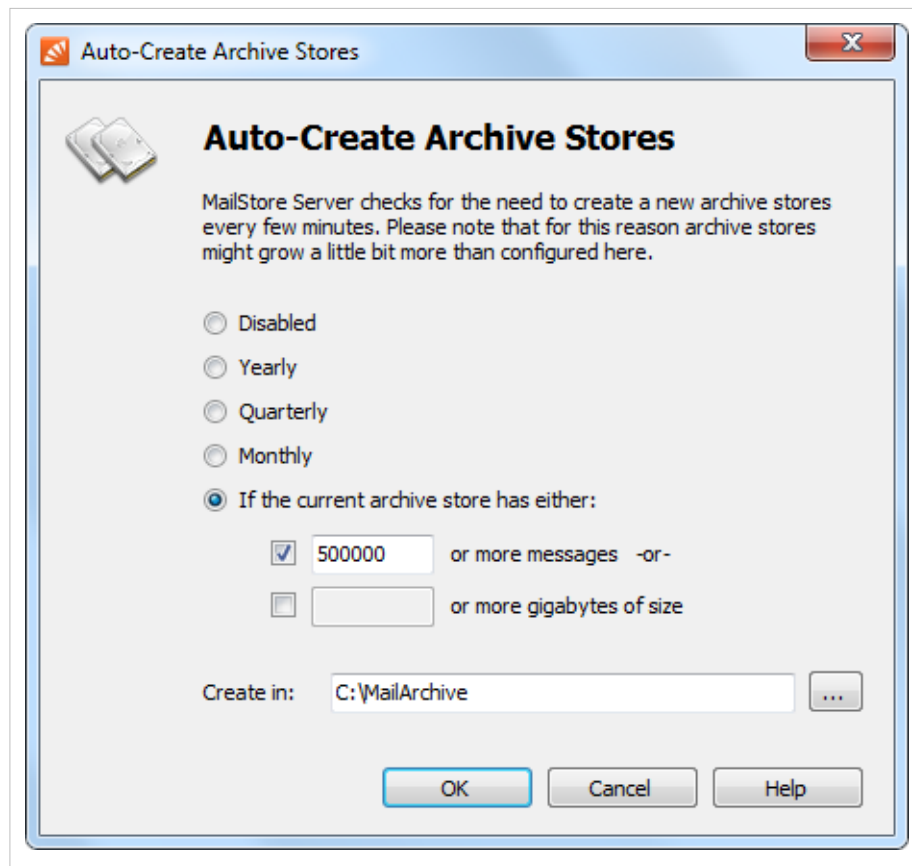 Auto-Create Archive Stores
Auto-Create Archive Stores
MailStore Server checks for the need to create a new archive stores
every few minutes. Please note that for this reason archive stores
might grow a little bit more than configured here.
Disabled
Yearly
Quarterly
Monthly
If the current archive store has either:
500000 or more messages -or-
or more gigabytes of size
Create in: C:\MailArchive ...
OK Cancel Help